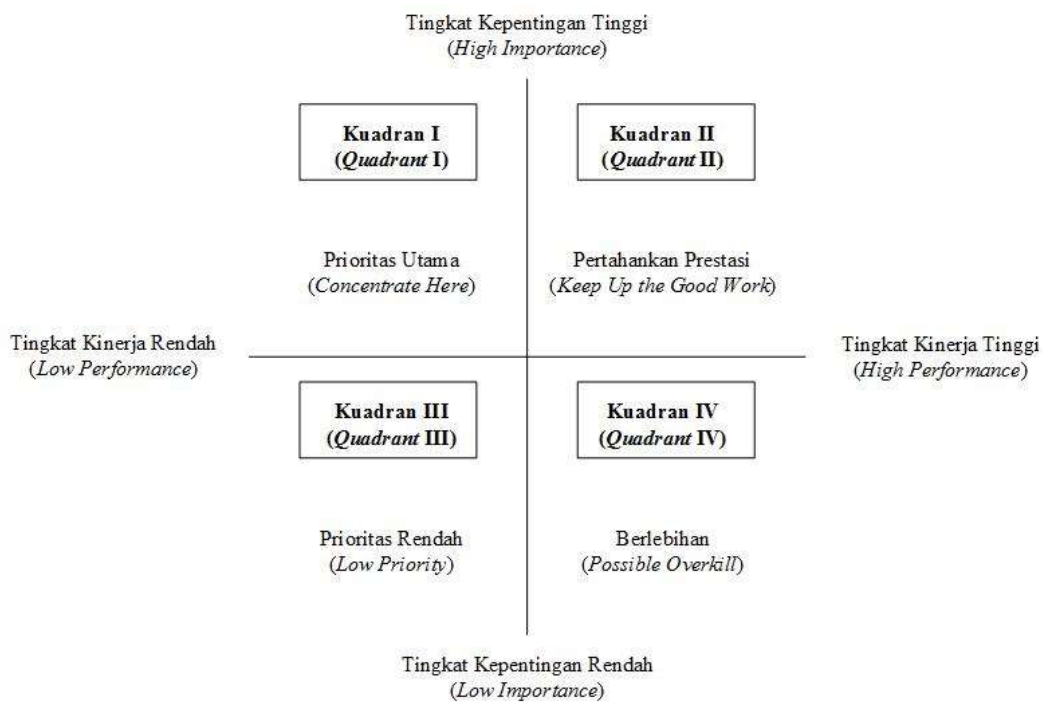 Tingkat Kepentingan Tinggi
(High Importance)
Kuadran I
(Quadrant I)
Kuadran II
(Quadrant II)
Prioritas Utama
(Concentrate Here)
Pertahankan Prestasi
(Keep Up the Good Work)
Tingkat Kinerja Rendah
(Low Performance)
Tingkat Kinerja Tinggi
(High Performance)
Kuadran III
(Quadrant III)
Kuadran IV
(Quadrant IV)
Prioritas Rendah
(Low Priority)
Berlebihan
(Possible Overkill)
Tingkat Kepentingan Rendah
(Low Importance)